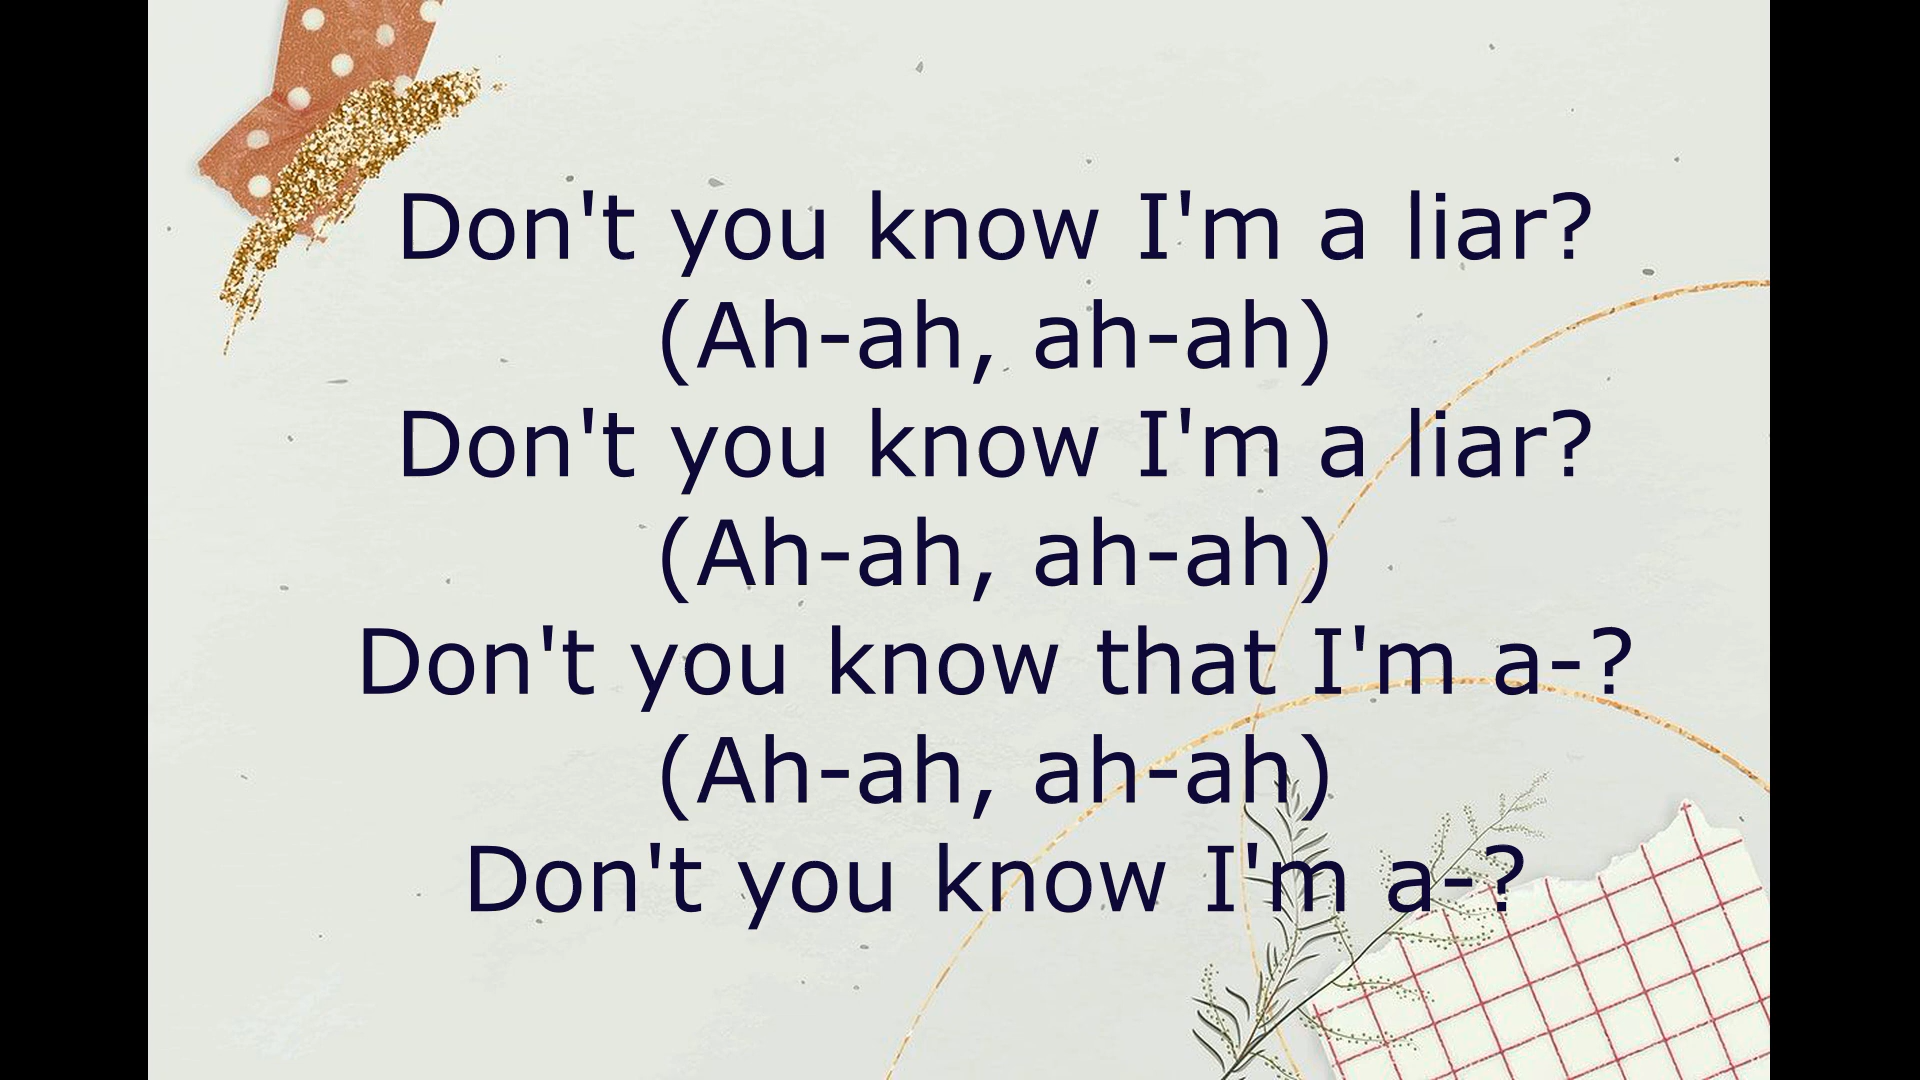 Don't you know I'm a liar?
(Ah-ah, ah-ah)
Don't you know I'm a liar?
(Ah-ah, ah-ah)
Don't you know that I'm a-?
(Ah-ah, ah-ah)
Don't you know I'm a-?